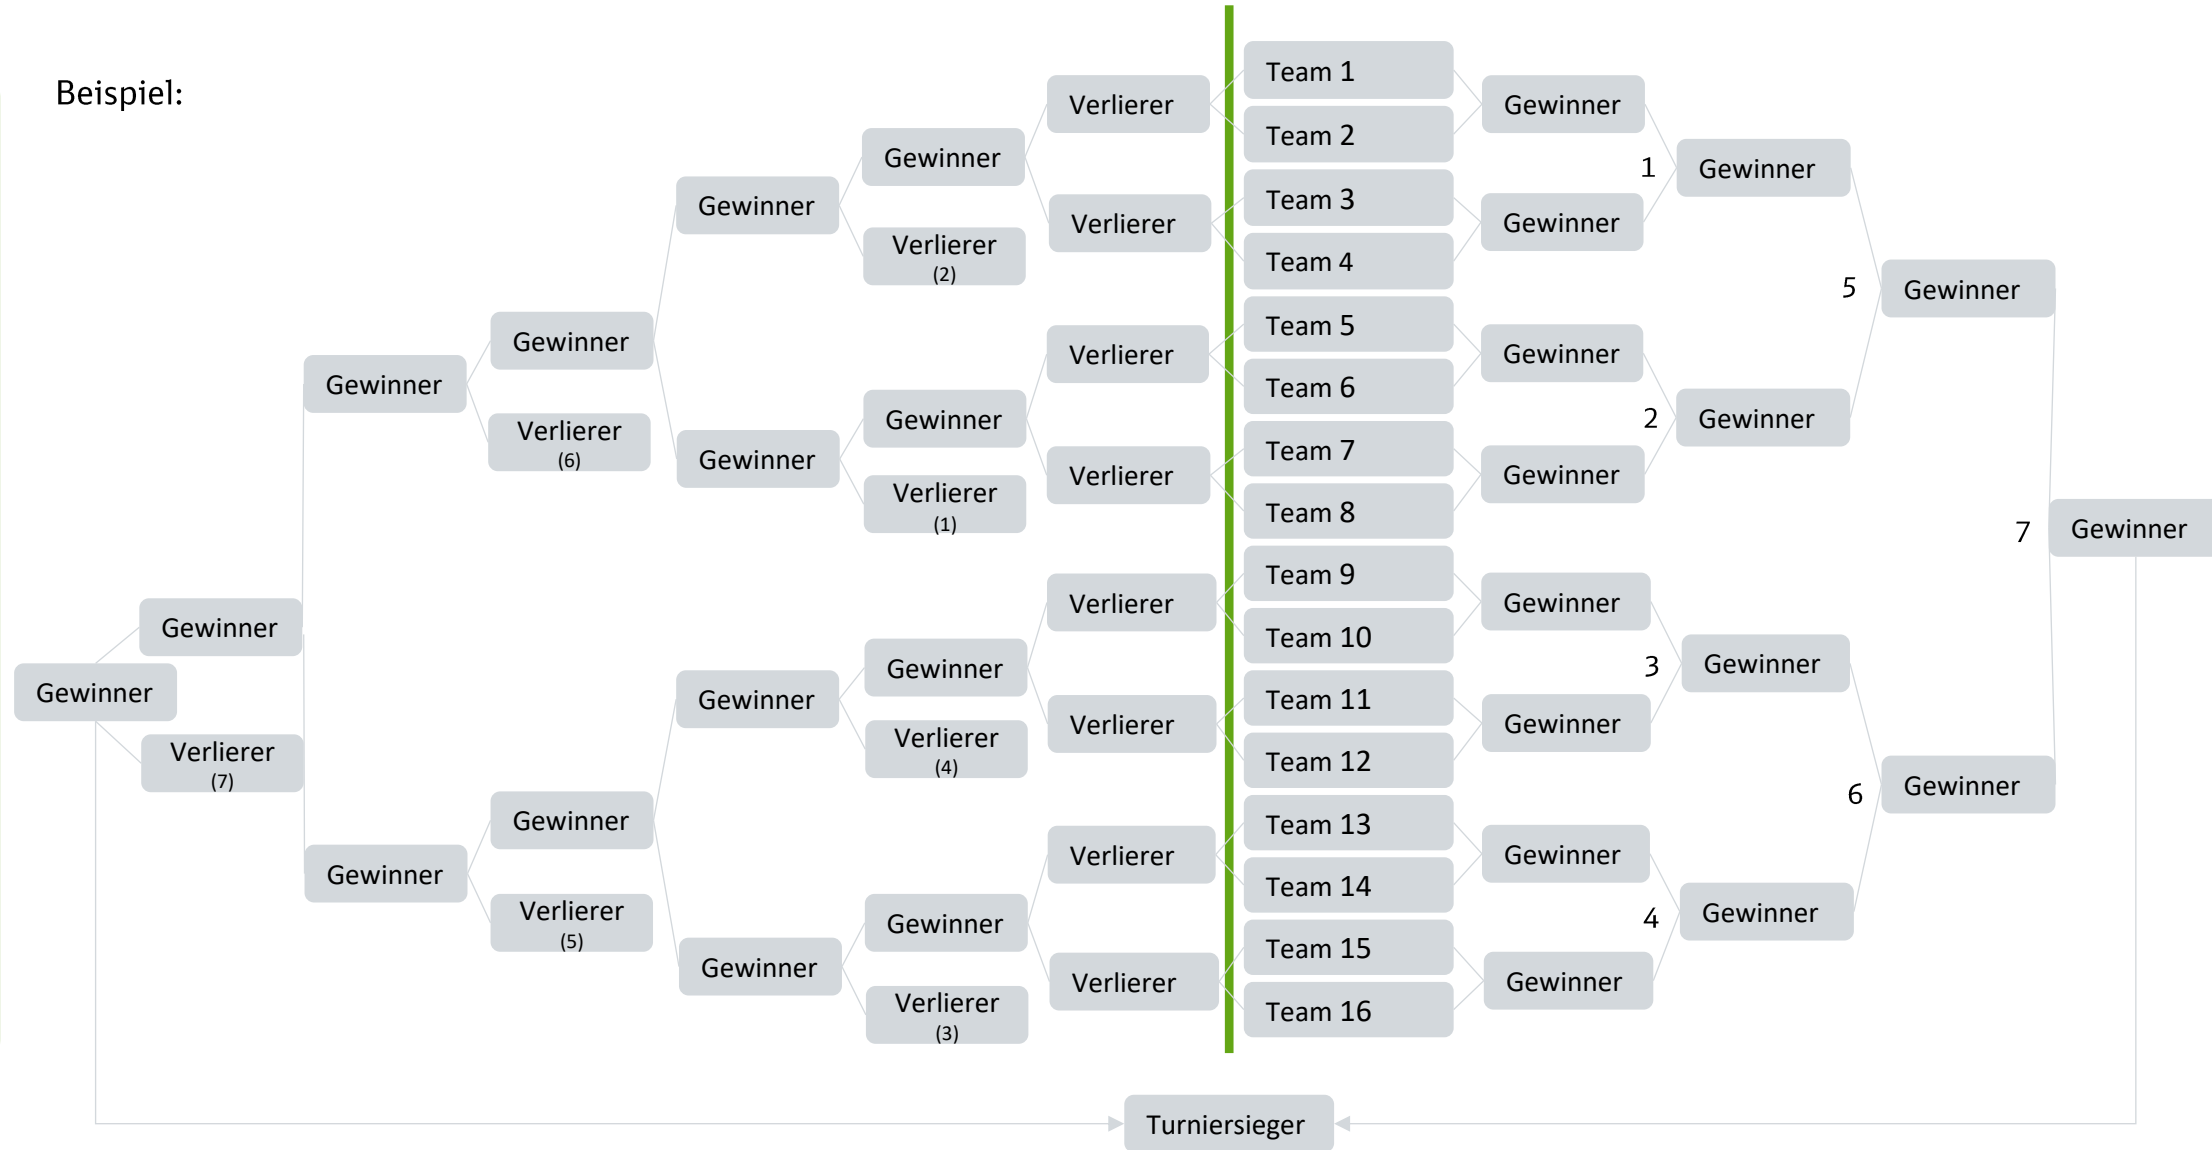 Beispiel:
Gewinner
Gewinner
Verlierer
(7)
Gewinner
Gewinner
Gewinner
Verlierer
(6)
Gewinner
Verlierer
(5)
Gewinner
Gewinner
Gewinner
Gewinner
Gewinner
Verlierer
(2)
Gewinner
Verlierer
(1)
Gewinner
Verlierer
(4)
Gewinner
Verlierer
(3)
Verlierer
Verlierer
Verlierer
Verlierer
Verlierer
Verlierer
Verlierer
Verlierer
Team 1
Team 2
Team 3
Team 4
Team 5
Team 6
Team 7
Team 8
Team 9
Team 10
Team 11
Team 12
Team 13
Team 14
Team 15
Team 16
Gewinner
Gewinner
Gewinner
Gewinner
Gewinner
Gewinner
Gewinner
Gewinner
1
2
3
4
Gewinner
Gewinner
Gewinner
Gewinner
5
6
Gewinner
Gewinner
7
Gewinner
Turniersieger